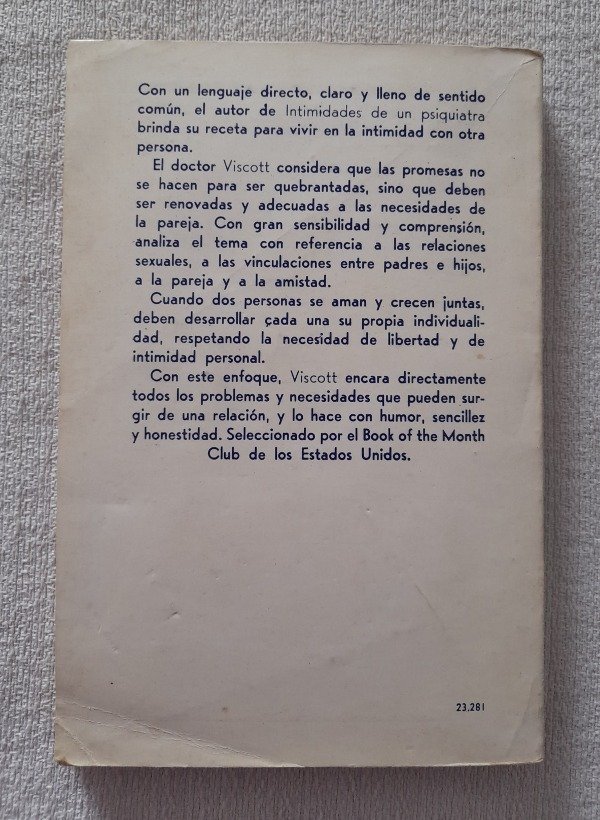 Con un lenguaje directo, claro y lleno de sentido
común, el autor de Intimidades de un psiquiatra
brinda su receta para vivir en la intimidad con otra
persona.
El doctor Viscott considera que las promesas no
se hacen para ser quebrantadas, sino que deben
ser renovadas y adecuadas a las necesidades de
la pareja. Con gran sensibilidad y comprensión,
analiza el tema con referencia a las relaciones
sexuales, a las vinculaciones entre padres e hijos,
a la pareja y a la amistad.
Cuando dos personas se aman y crecen juntas,
deben desarrollar çada una su propia individuali-
dad, respetando la necesidad de libertad y de
intimidad personal.
Con este enfoque, Viscott encara directamente
todos los problemas y necesidades que pueden sur-
gir de una relación, y lo hace con humor, sencillez
y honestidad. Seleccionado por el Book of the Month
Club de los Estados Unidos.
23.281